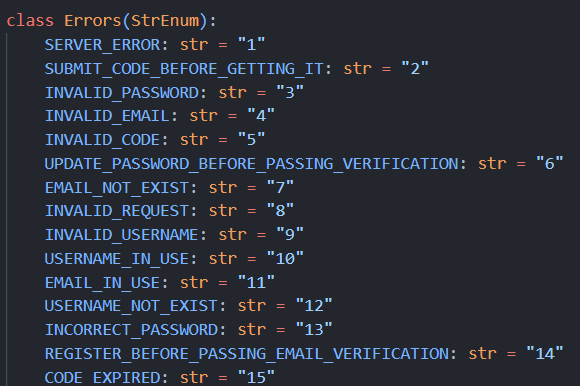 class Errors(StrEnum):
    SERVER_ERROR: str = "1"
    SUBMIT_CODE_BEFORE_GETTING_IT: str = "2"
    INVALID_PASSWORD: str = "3"
    INVALID_EMAIL: str = "4"
    INVALID_CODE: str = "5"
    UPDATE_PASSWORD_BEFORE_PASSING_VERIFICATION: str = "6"
    EMAIL_NOT_EXIST: str = "7"
    INVALID_REQUEST: str = "8"
    INVALID_USERNAME: str = "9"
    USERNAME_IN_USE: str = "10"
    EMAIL_IN_USE: str = "11"
    USERNAME_NOT_EXIST: str = "12"
    INCORRECT_PASSWORD: str = "13"
    REGISTER_BEFORE_PASSING_EMAIL_VERIFICATION: str = "14"
    CODE_EXPIRED: str = "15"